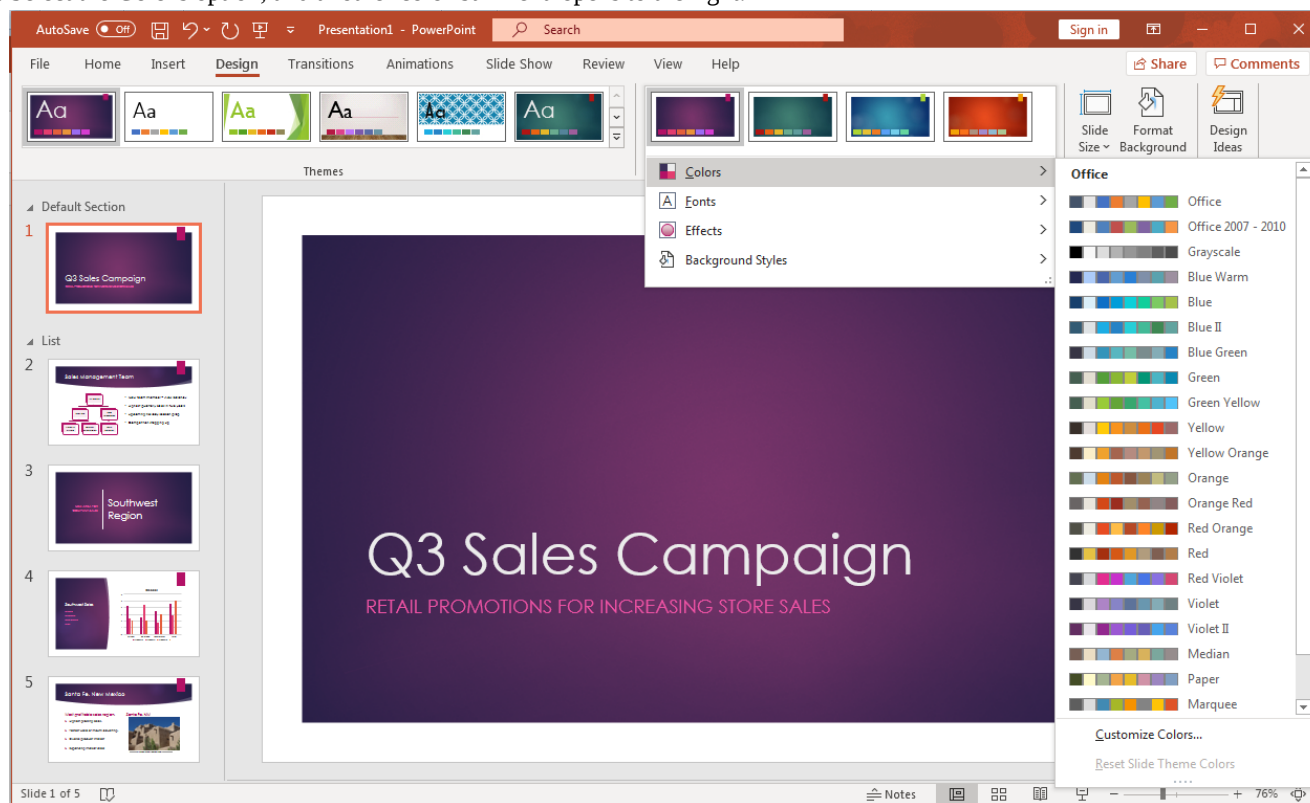 AutoSave Off Presentation1 - PowerPoint Search Sign in
File Home Insert Design Transitions Animations Slide Show Review View Help Share Comments
Aa Aa Aa Aa Aa Aa
Slide Size Format Background Design Ideas
Themes
Colors
Fonts
Effects
Background Styles
Office
Office
Office 2007 - 2010
Grayscale
Blue Warm
Blue
Blue II
Blue Green
Green
Green Yellow
Yellow
Yellow Orange
Orange
Orange Red
Red Orange
Red
Red Violet
Violet
Violet II
Median
Paper
Marquee
Customize Colors...
Reset Slide Theme Colors
Default Section
1
Q3 Sales Campaign
List
2
Sales Management Team
3
Southwest
Region
4
Southwest Sales
5
Santa Fe, New Mexico
Q3 Sales Campaign
RETAIL PROMOTIONS FOR INCREASING STORE SALES
Slide 1 of 5 Notes 76%